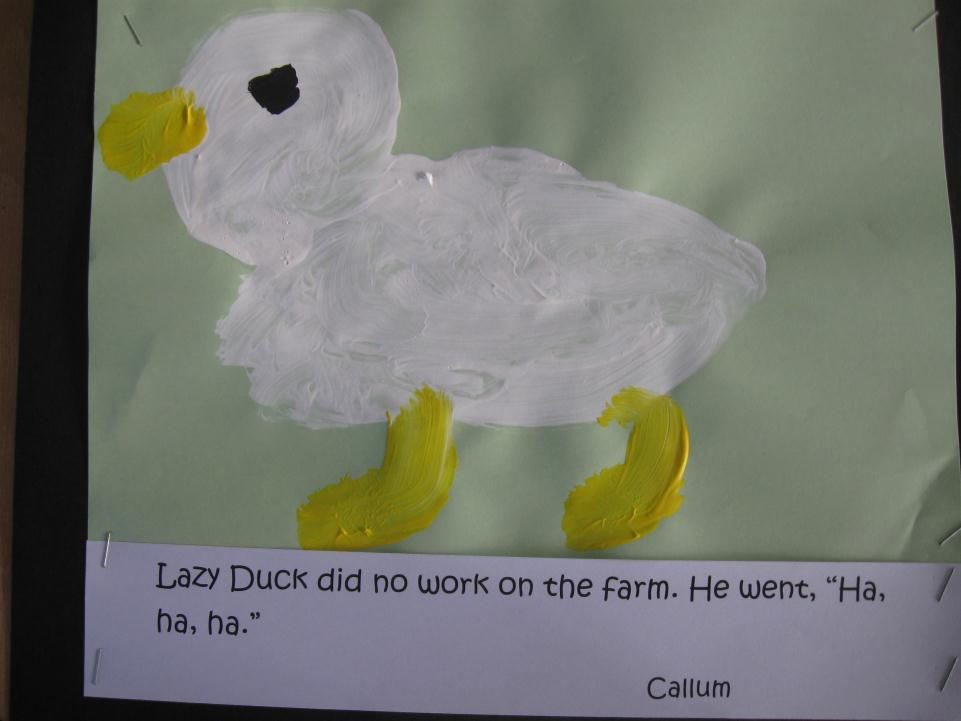 Lazy Duck did no work on the farm. He went, “Ha,
ha, ha.”
Callum